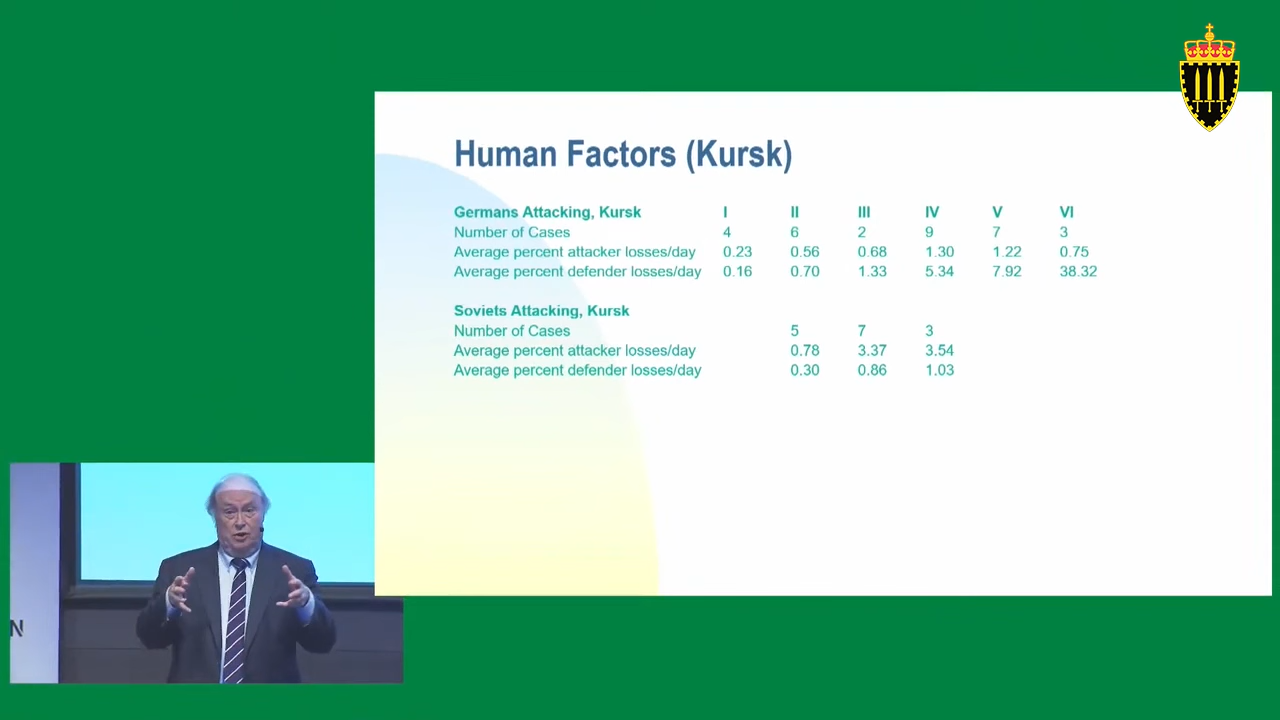 Human Factors (Kursk)
Germans Attacking, Kursk I II III IV V VI
Number of Cases 4 6 2 9 7 3
Average percent attacker losses/day 0.23 0.56 0.68 1.30 1.22 0.75
Average percent defender losses/day 0.16 0.70 1.33 5.34 7.92 38.32
Soviets Attacking, Kursk
Number of Cases 5 7 3
Average percent attacker losses/day 0.78 3.37 3.54
Average percent defender losses/day 0.30 0.86 1.03
N